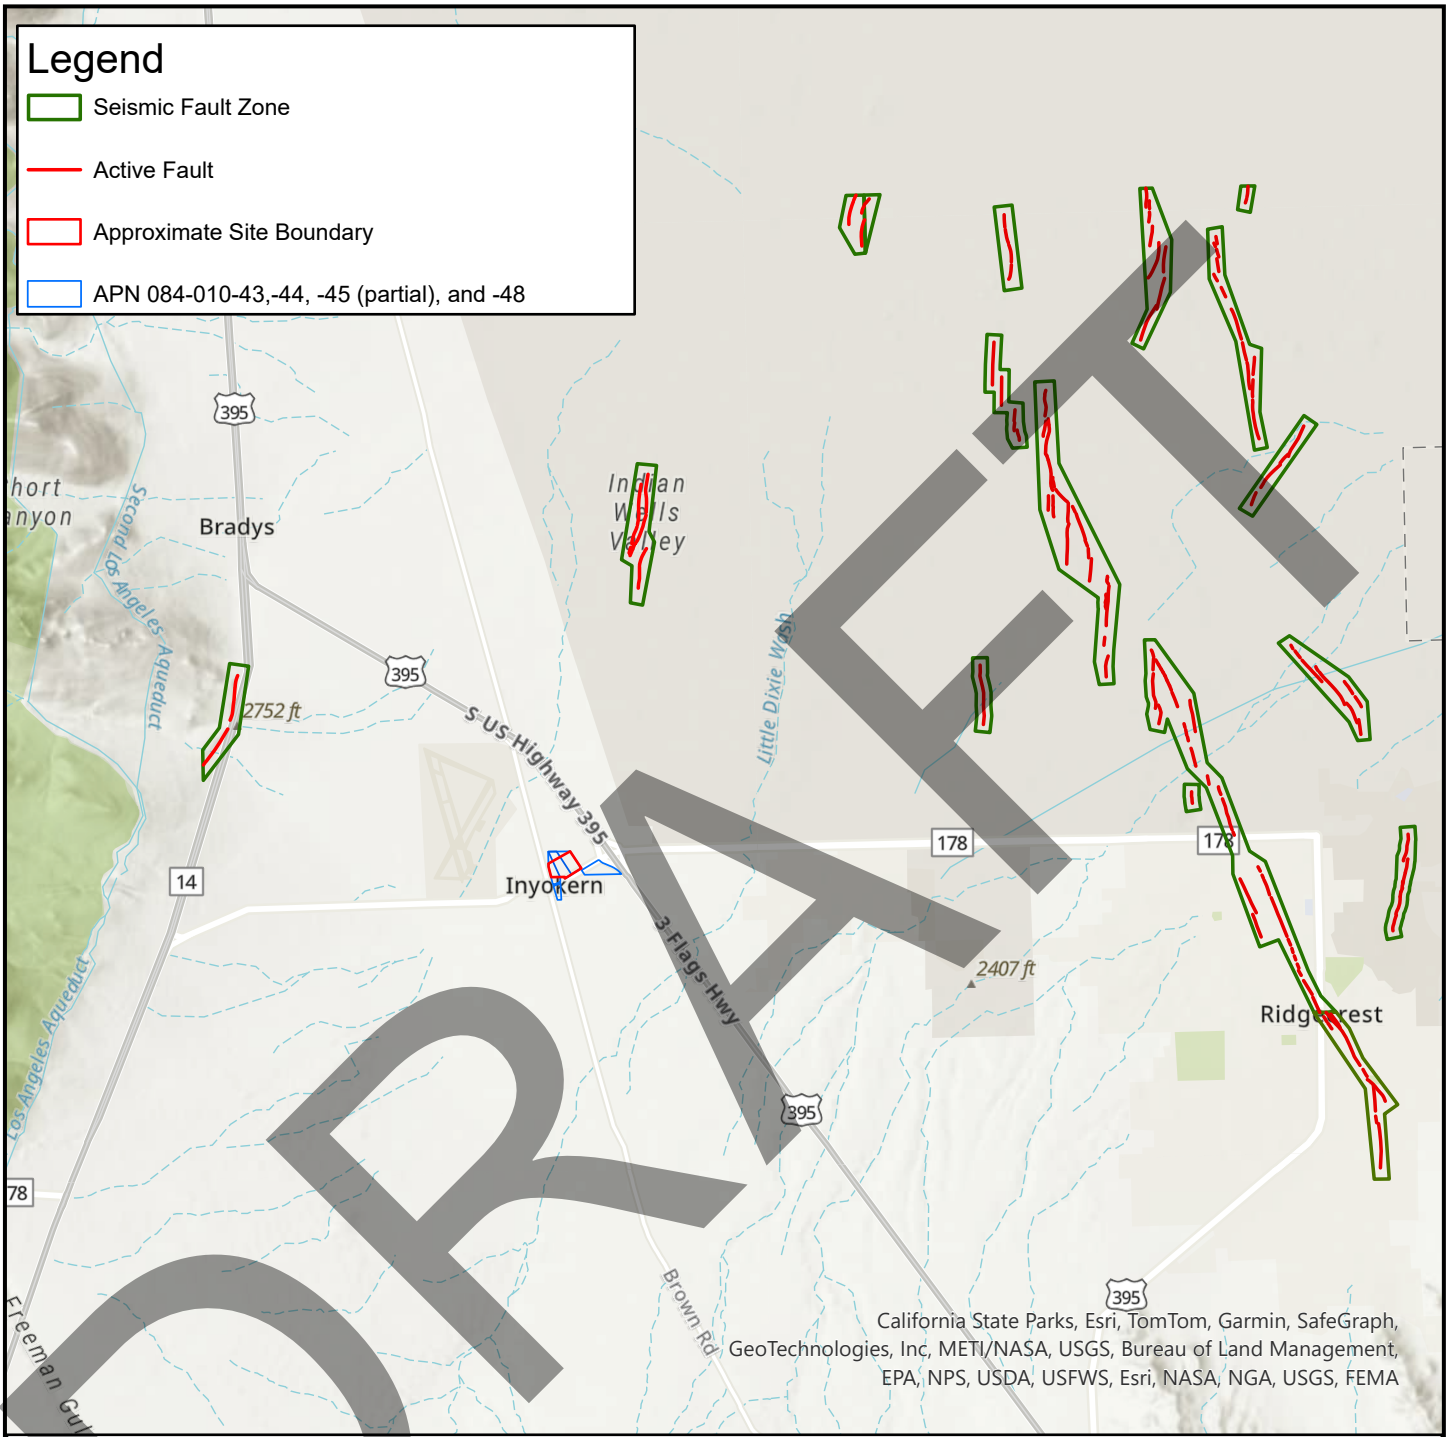 Legend
Seismic Fault Zone
Active Fault
Approximate Site Boundary
APN 084-010-43,-44, -45 (partial), and -48
395
hort
anyon
Second Los Angeles Aqueduct
Bradys
Indian
Wells
Valley
395
2752 ft
S US Highway 395
Little Dixie Wash
178
178
14
Inyokern
3 Flags Hwy
2407 ft
Ridgecrest
Los Angeles Aqueduct
395
78
Brown Rd
395
Freeman Gul
DRAFT
California State Parks, Esri, TomTom, Garmin, SafeGraph,
GeoTechnologies, Inc, METI/NASA, USGS, Bureau of Land Management,
EPA, NPS, USDA, USFWS, Esri, NASA, NGA, USGS, FEMA